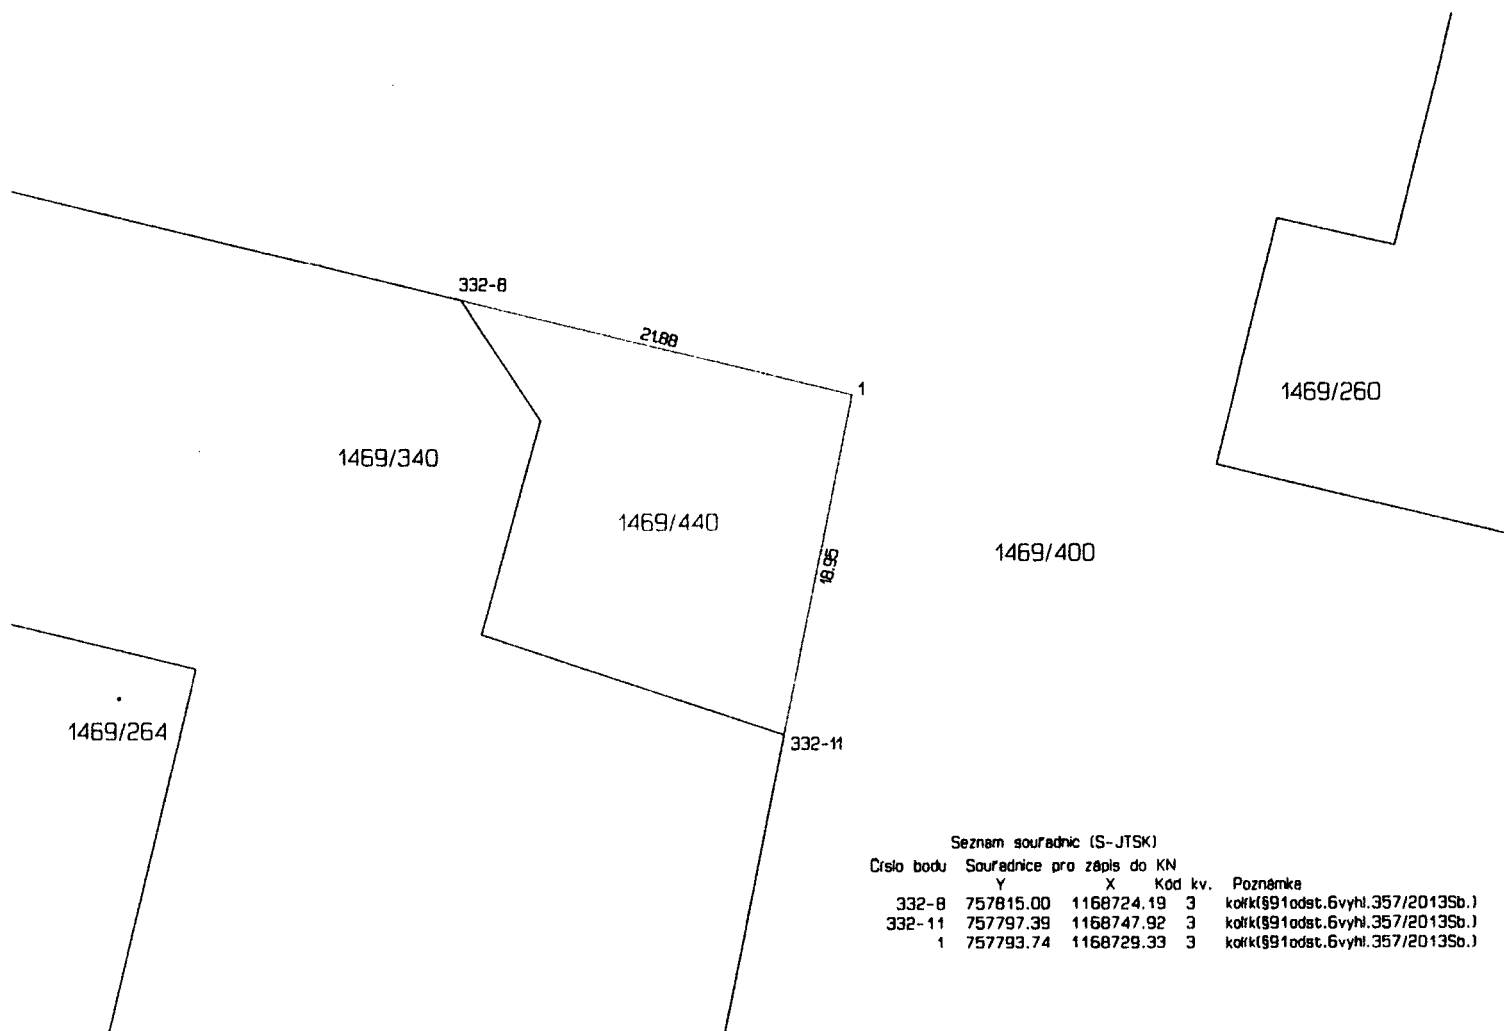 332-8
21.88
1
1469/260
1469/340
1469/440
1469/400
18.95
1469/264
332-11
Seznam souřadnic (S-JTSK)
Číslo bodu Souřadnice pro zápis do KN
Y X Kód kv. Poznámka
332-8 757815.00 1168724.19 3 kolík(§91odst.6vyhl.357/2013Sb.)
332-11 757797.39 1168747.92 3 kolík(§91odst.6vyhl.357/2013Sb.)
1 757793.74 1168729.33 3 kolík(§91odst.6vyhl.357/2013Sb.)